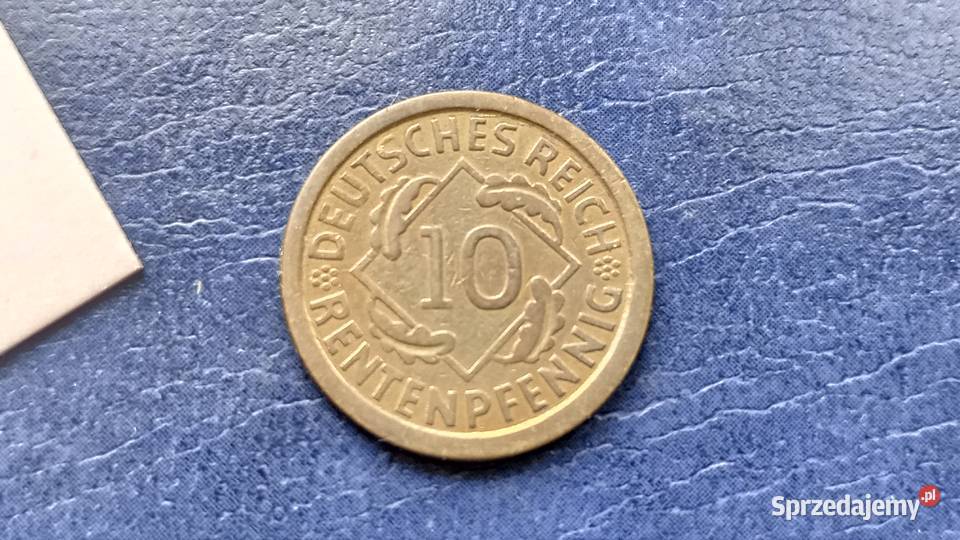 DEUTSCHES REICH
10
RENTENPFENNIG
Sprzedajemy.pl